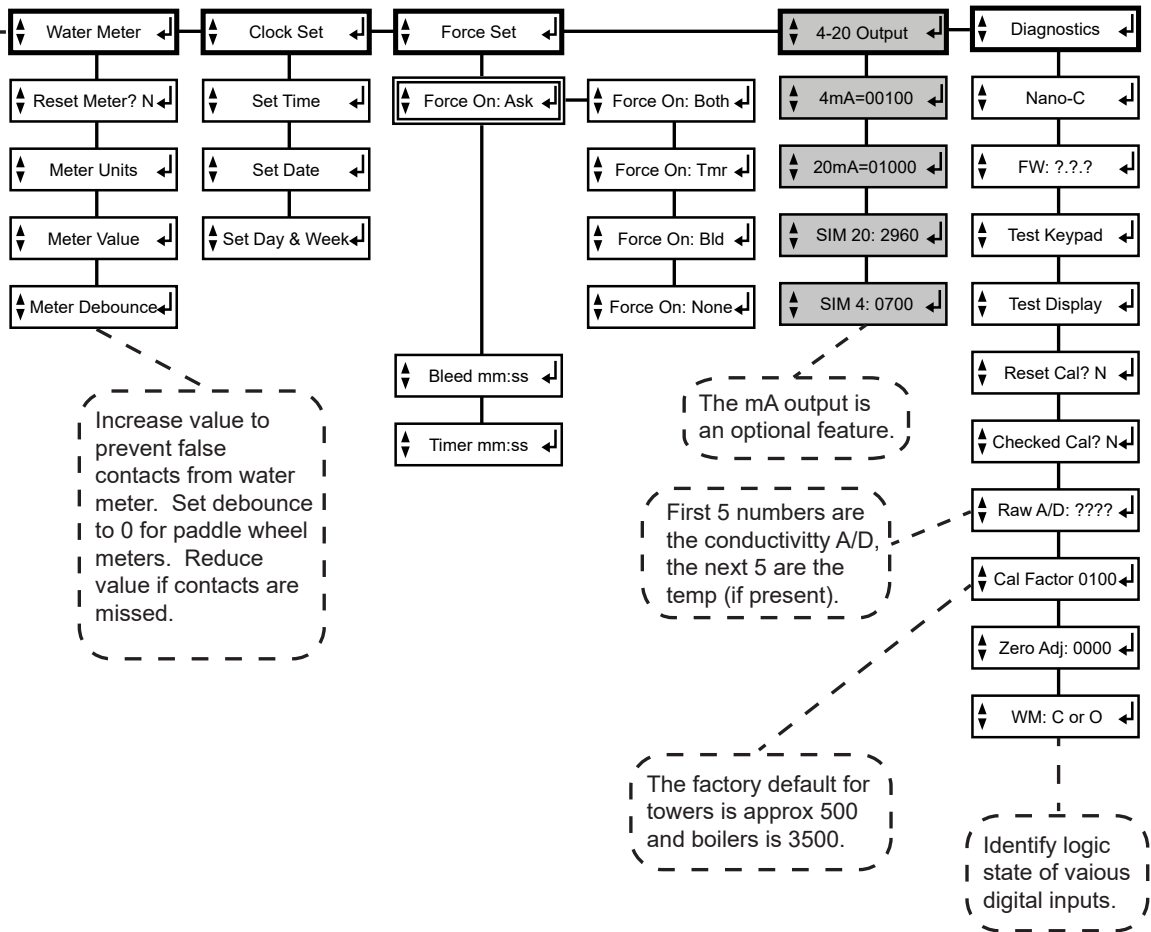 Water Meter
Reset Meter? N
Meter Units
Meter Value
Meter Debounce
Increase value to
prevent false
contacts from water
meter. Set debounce
to 0 for paddle wheel
meters. Reduce
value if contacts are
missed.
Clock Set
Set Time
Set Date
Set Day & Week
Force Set
Force On: Ask
Bleed mm:ss
Timer mm:ss
Force On: Both
Force On: Tmr
Force On: Bld
Force On: None
4-20 Output
4mA=00100
20mA=01000
SIM 20: 2960
SIM 4: 0700
The mA output is
an optional feature.
Diagnostics
Nano-C
FW: ?.?.?
Test Keypad
Test Display
Reset Cal? N
Checked Cal? N
Raw A/D: ????
First 5 numbers are
the conductivitty A/D,
the next 5 are the
temp (if present).
Cal Factor 0100
The factory default for
towers is approx 500
and boilers is 3500.
Zero Adj: 0000
WM: C or O
Identify logic
state of vaious
digital inputs.